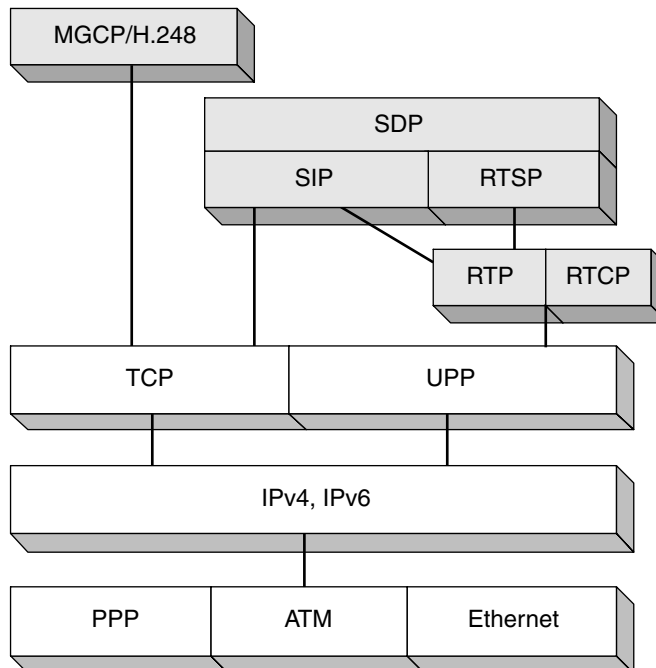 MGCP/H.248
SDP
SIP
RTSP
RTP
RTCP
TCP
UPP
IPv4, IPv6
PPP
ATM
Ethernet